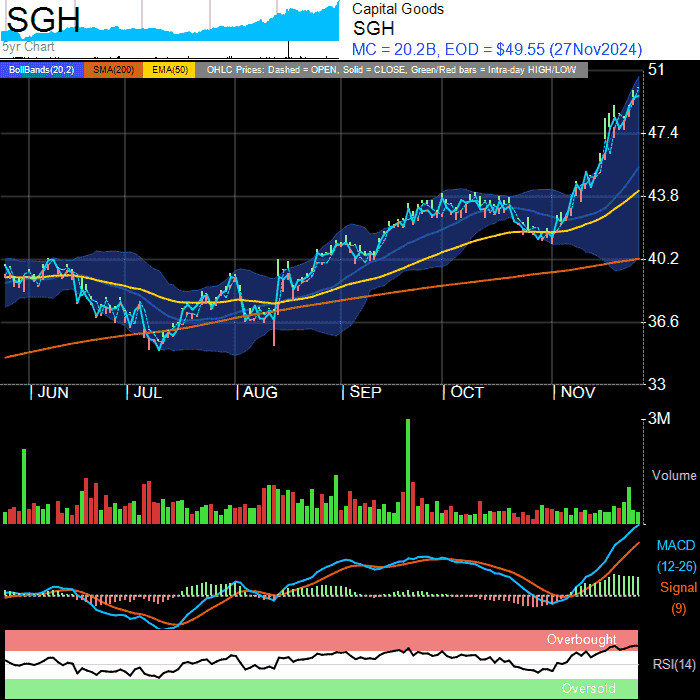 SGH
5yr Chart
Capital Goods
SGH
MC = 20.2B, EOD = $49.55 (27Nov2024)
BollBands(20,2) SMA(200) EMA(50) OHLC Prices: Dashed = OPEN, Solid = CLOSE, Green/Red bars = Intra-day HIGH/LOW
51
47.4
43.8
40.2
36.6
33
JUN JUL AUG SEP OCT NOV
3M
Volume
MACD
(12-26)
Signal
(9)
Overbought
RSI(14)
Oversold